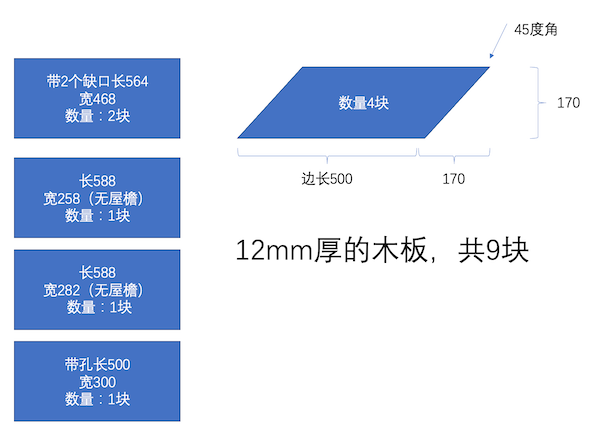 带2个缺口长564
宽468
数量：2块
长588
宽258（无屋檐）
数量：1块
长588
宽282（无屋檐）
数量：1块
带孔长500
宽300
数量：1块
45度角
数量4块
170
边长500
170
12mm厚的木板，共9块